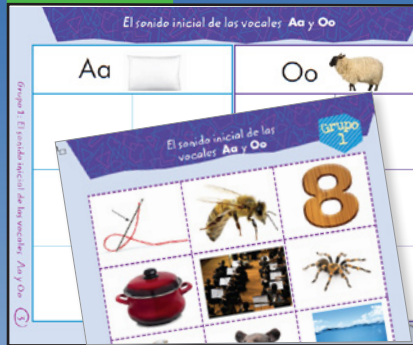 El sonido inicial de las vocales Aa y Oo
Aa
Oo
Grupo 1: El sonido inicial de las vocales Aa y Oo
5
El sonido inicial de las
vocales Aa y Oo
Grupo
1
8